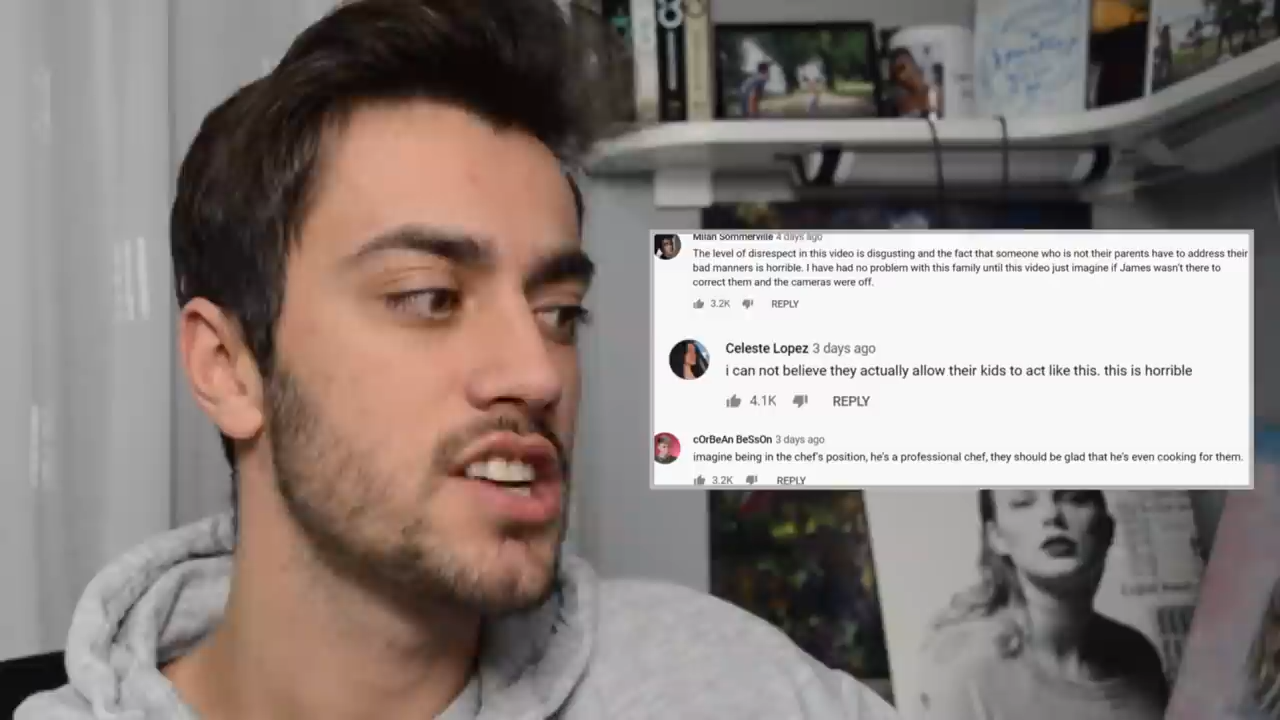 Milan Sommerville 4 days ago
The level of disrespect in this video is disgusting and the fact that someone who is not their parents have to address their
bad manners is horrible. I have had no problem with this family until this video just imagine if James wasn't there to
correct them and the cameras were off.
3.2K REPLY
Celeste Lopez 3 days ago
i can not believe they actually allow their kids to act like this. this is horrible
4.1K REPLY
cOrBeAn BeSsOn 3 days ago
imagine being in the chef's position, he's a professional chef, they should be glad that he's even cooking for them.
3.2K REPLY